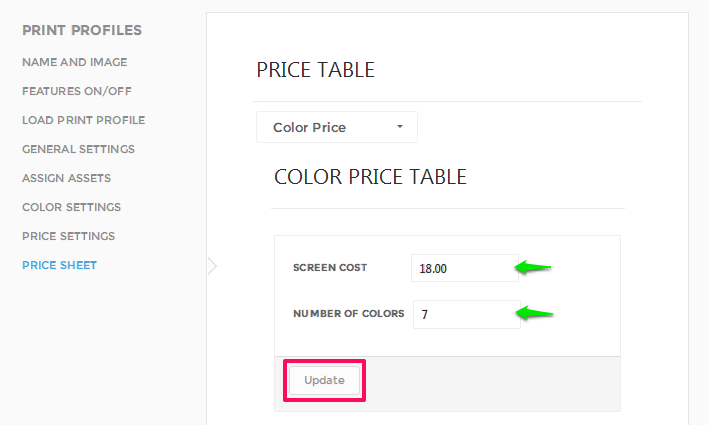 PRINT PROFILES
NAME AND IMAGE
FEATURES ON/OFF
LOAD PRINT PROFILE
GENERAL SETTINGS
ASSIGN ASSETS
COLOR SETTINGS
PRICE SETTINGS
PRICE SHEET
PRICE TABLE
Color Price
COLOR PRICE TABLE
SCREEN COST 18.00
NUMBER OF COLORS 7
Update